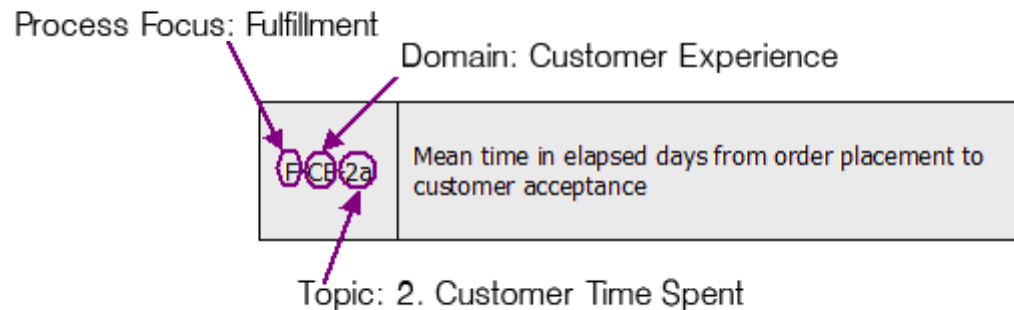 Process Focus: Fulfillment
Domain: Customer Experience
F-CE-2a
Mean time in elapsed days from order placement to
customer acceptance
Topic: 2. Customer Time Spent